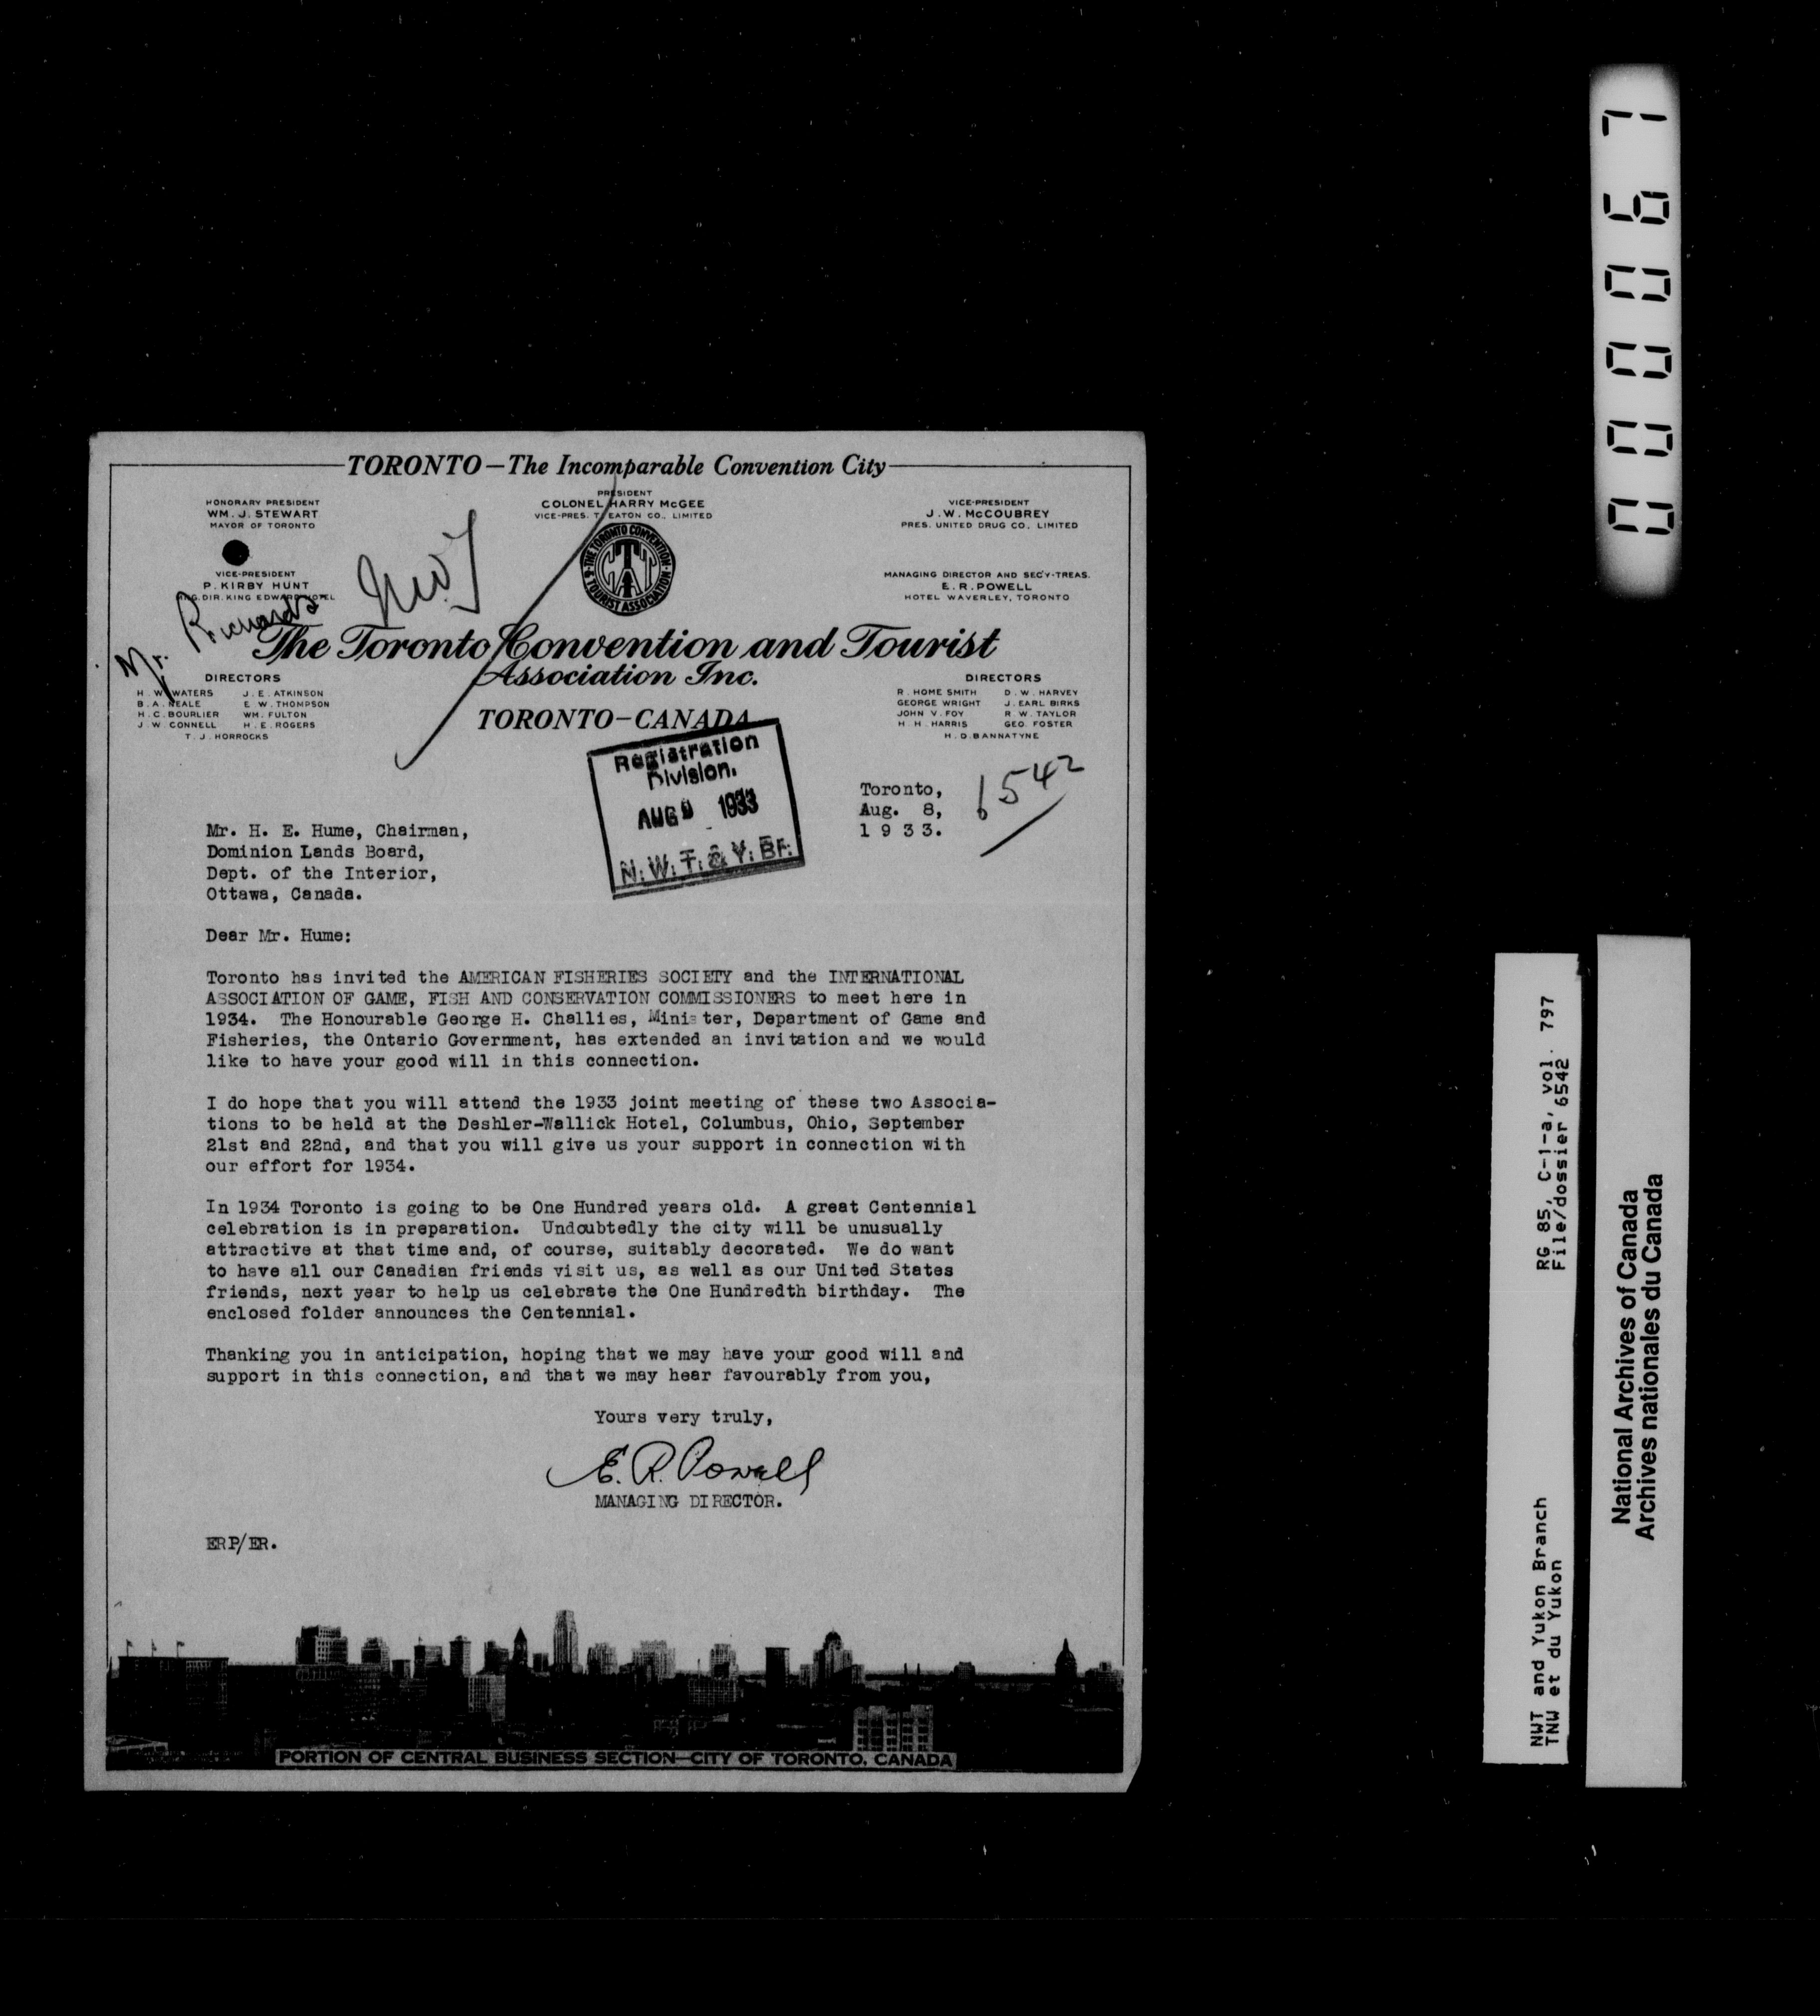 TORONTO—The Incomparable Convention City
HONORARY PRESIDENT
WM. J. STEWART
MAYOR OF TORONTO
PRESIDENT
COLONEL HARRY McGEE
VICE-PRES. T. EATON CO., LIMITED
VICE-PRESIDENT
J. W. McCOUBREY
PRES. UNITED DRUG CO. LIMITED
VICE-PRESIDENT
P. KIRBY HUNT
MNG. DIR. KING EDWARD HOTEL
THE TORONTO CONVENTION & TOURIST ASSOCIATION
MANAGING DIRECTOR AND SEC'Y-TREAS.
E. R. POWELL
HOTEL WAVERLEY, TORONTO
Mr. Richards
The Toronto Convention and Tourist
Association Inc.
TORONTO—CANADA
DIRECTORS
H. W. WATERS J. E. ATKINSON
B. A. NEALE E. W. THOMPSON
H. C. BOURLIER WM. FULTON
J. W. CONNELL H. E. ROGERS
T. J. HORROCKS
DIRECTORS
R. HOME SMITH D. W. HARVEY
GEORGE WRIGHT J. EARL BIRKS
JOHN V. FOY R. W. TAYLOR
H. H. HARRIS GEO. FOSTER
H. D. BANNATYNE
Registration
Division.
AUG 9 1933
N. W. T. & Y. Br.
Toronto,
Aug. 8,
1 9 3 3.
6542
Mr. H. E. Hume, Chairman,
Dominion Lands Board,
Dept. of the Interior,
Ottawa, Canada.
Dear Mr. Hume:
Toronto has invited the AMERICAN FISHERIES SOCIETY and the INTERNATIONAL
ASSOCIATION OF GAME, FISH AND CONSERVATION COMMISSIONERS to meet here in
1934. The Honourable George H. Challies, Minister, Department of Game and
Fisheries, the Ontario Government, has extended an invitation and we would
like to have your good will in this connection.
I do hope that you will attend the 1933 joint meeting of these two Associa-
tions to be held at the Deshler-Wallick Hotel, Columbus, Ohio, September
21st and 22nd, and that you will give us your support in connection with
our effort for 1934.
In 1934 Toronto is going to be One Hundred years old. A great Centennial
celebration is in preparation. Undoubtedly the city will be unusually
attractive at that time and, of course, suitably decorated. We do want
to have all our Canadian friends visit us, as well as our United States
friends, next year to help us celebrate the One Hundredth birthday. The
enclosed folder announces the Centennial.
Thanking you in anticipation, hoping that we may have your good will and
support in this connection, and that we may hear favourably from you,
Yours very truly,
E. R. Powell
MANAGING DIRECTOR.
ERP/ER.
PORTION OF CENTRAL BUSINESS SECTION—CITY OF TORONTO, CANADA
NWT and Yukon Branch RG 85, C-1-a, vol. 797
TNW et du Yukon File/dossier 6542
National Archives of Canada
Archives nationales du Canada
000067